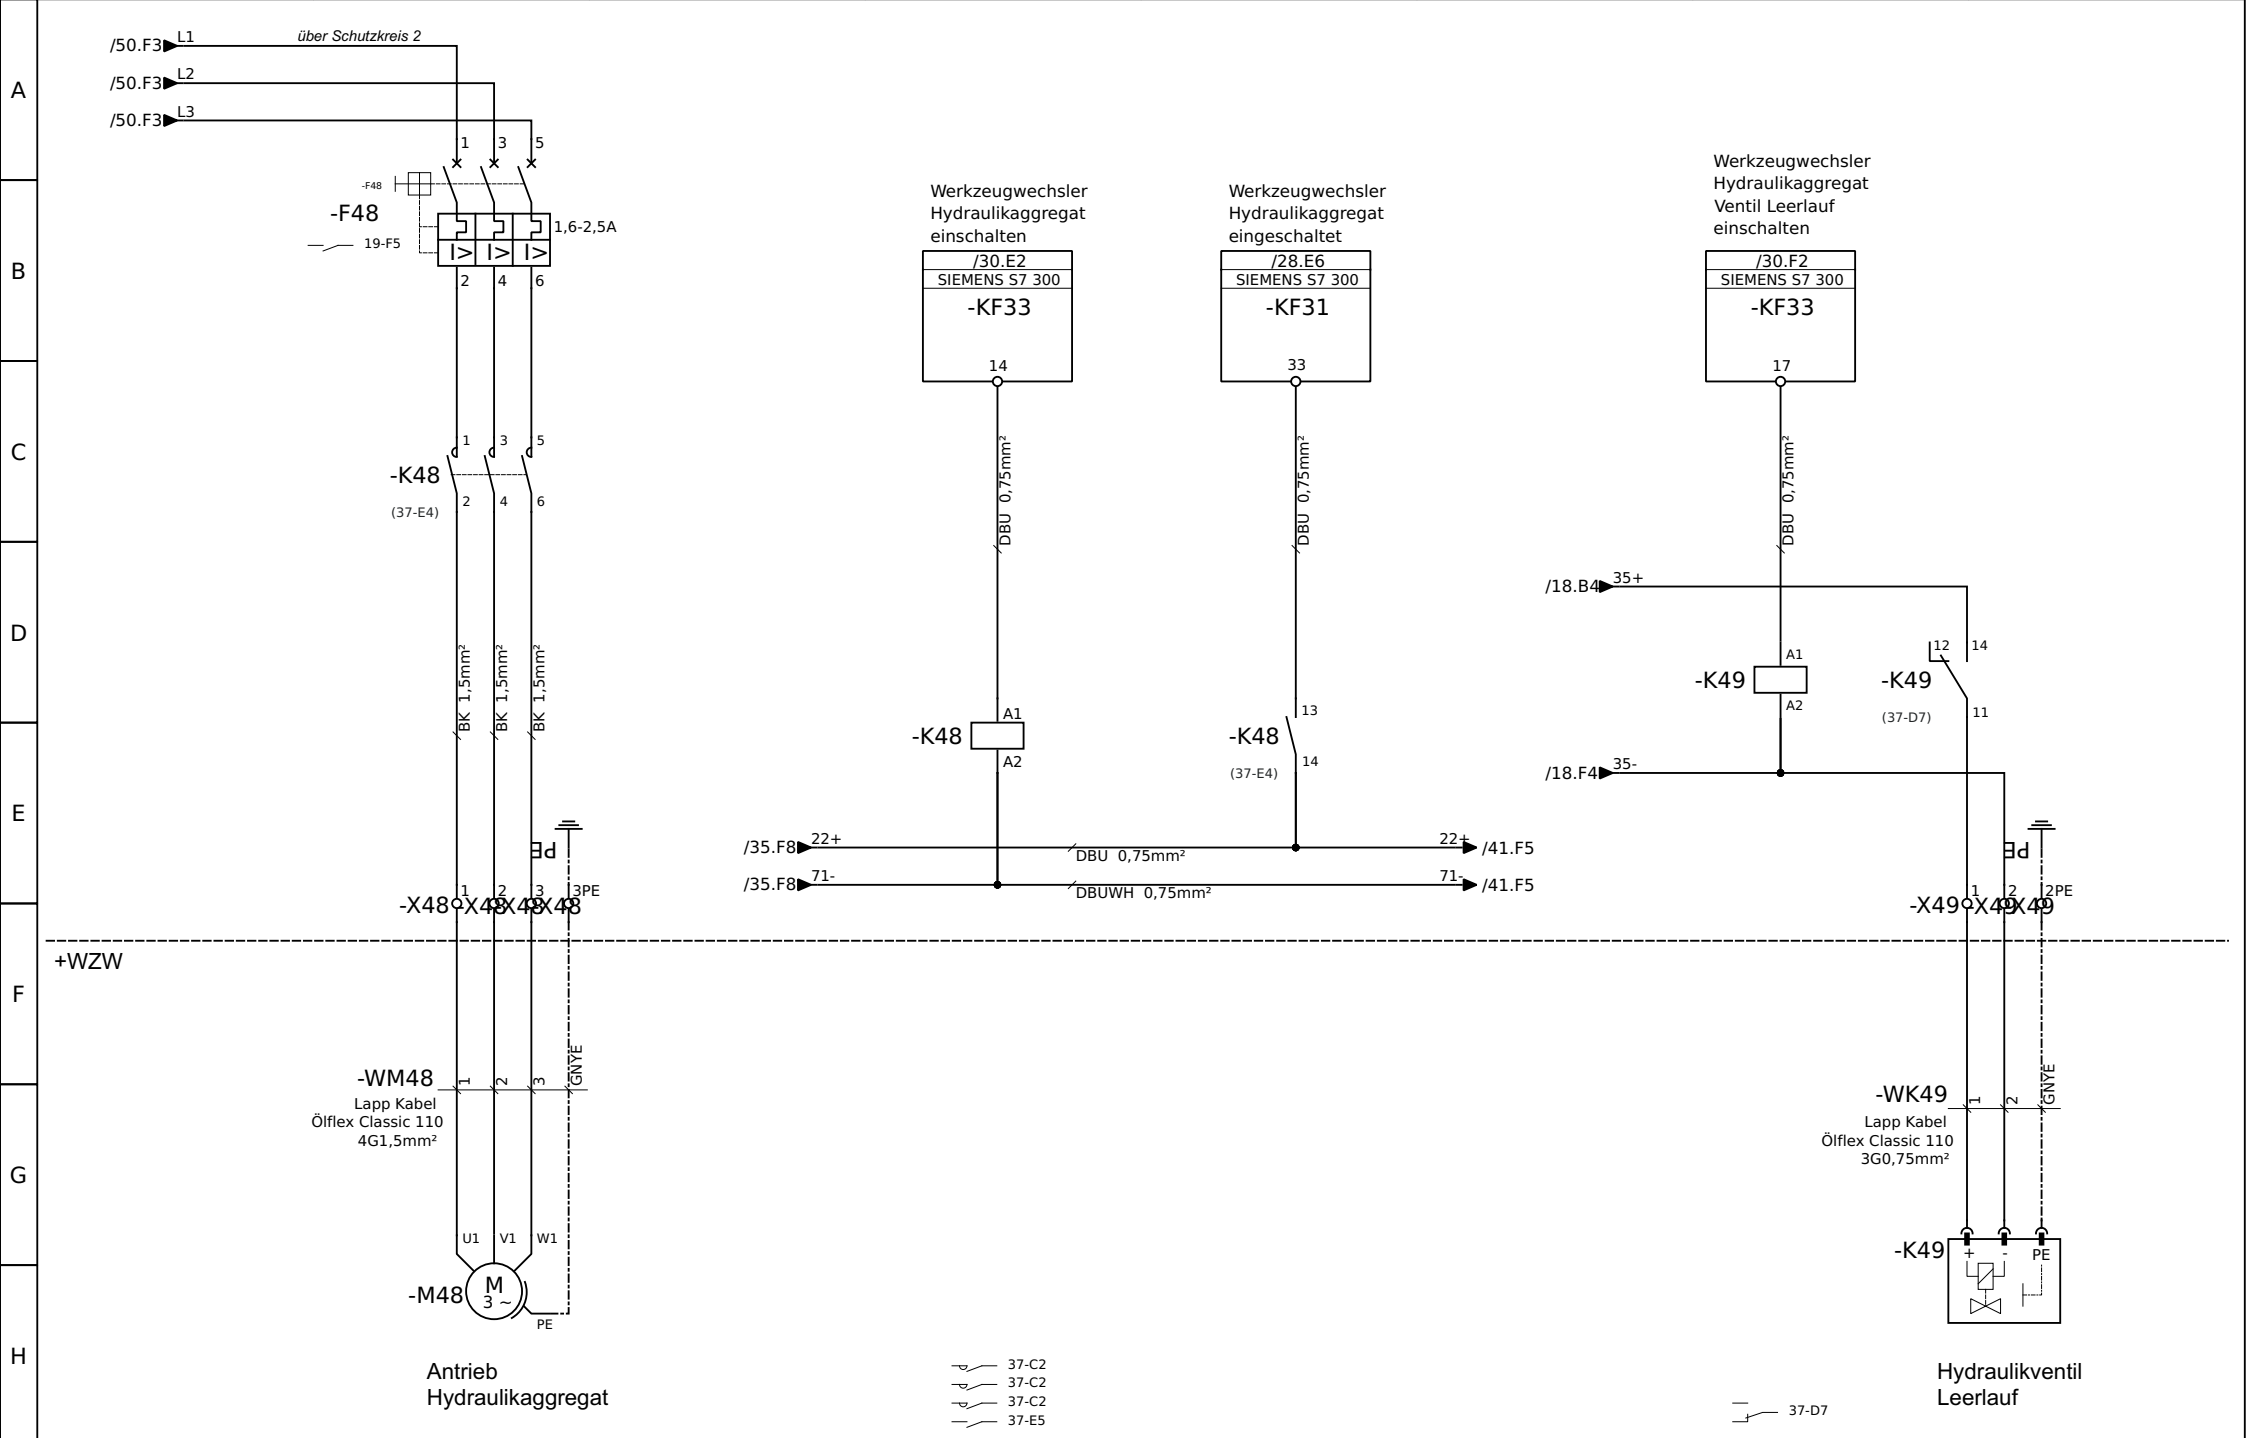 A
B
C
D
E
F
G
H
/50.F3 L1
über Schutzkreis 2
/50.F3 L2
/50.F3 L3
1 3 5
-F48
-F48
19-F5
1,6-2,5A
I> I> I>
2 4 6
1 3 5
-K48
(37-E4)
2 4 6
BK 1,5mm²
BK 1,5mm²
BK 1,5mm²
PE
1 2 3 3PE
-X48 -X48 -X48 -X48
+WZW
-WM48
1 2 3 GNYE
Lapp Kabel
Ölflex Classic 110
4G1,5mm²
U1 V1 W1
-M48
M
3 ~
PE
Antrieb
Hydraulikaggregat
Werkzeugwechsler
Hydraulikaggregat
einschalten
/30.E2
SIEMENS S7 300
-KF33
14
DBU 0,75mm²
A1
-K48
A2
Werkzeugwechsler
Hydraulikaggregat
eingeschaltet
/28.E6
SIEMENS S7 300
-KF31
33
DBU 0,75mm²
13
-K48
14
(37-E4)
/35.F8 22+
DBU 0,75mm²
22+ /41.F5
/35.F8 71-
DBUWH 0,75mm²
71- /41.F5
37-C2
37-C2
37-C2
37-E5
Werkzeugwechsler
Hydraulikaggregat
Ventil Leerlauf
einschalten
/30.F2
SIEMENS S7 300
-KF33
17
DBU 0,75mm²
/18.B4 35+
A1
-K49
A2
12 14
-K49
(37-D7)
11
/18.F4 35-
PE
1 2 2PE
-X49 -X49 -X49
-WK49
1 2 GNYE
Lapp Kabel
Ölflex Classic 110
3G0,75mm²
-K49
+ - PE
Hydraulikventil
Leerlauf
37-D7